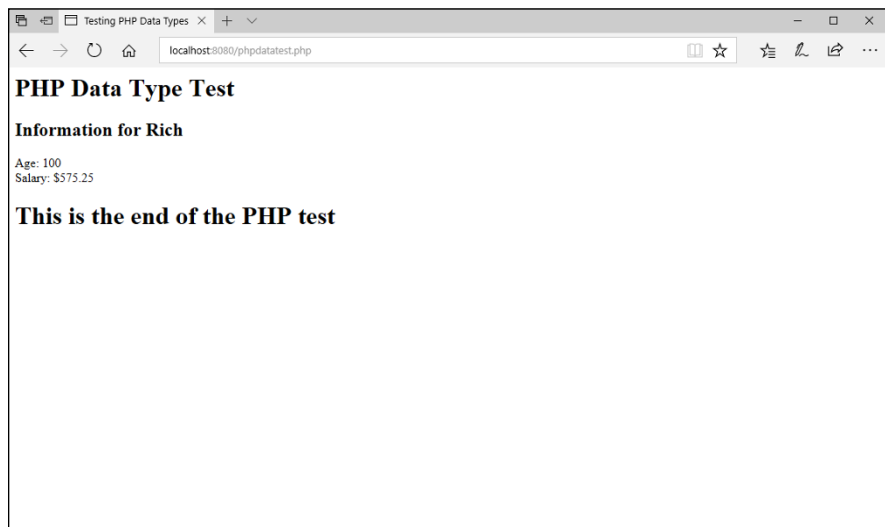 Testing PHP Data Types
localhost:8080/phpdatatest.php
PHP Data Type Test
Information for Rich
Age: 100
Salary: $575.25
This is the end of the PHP test